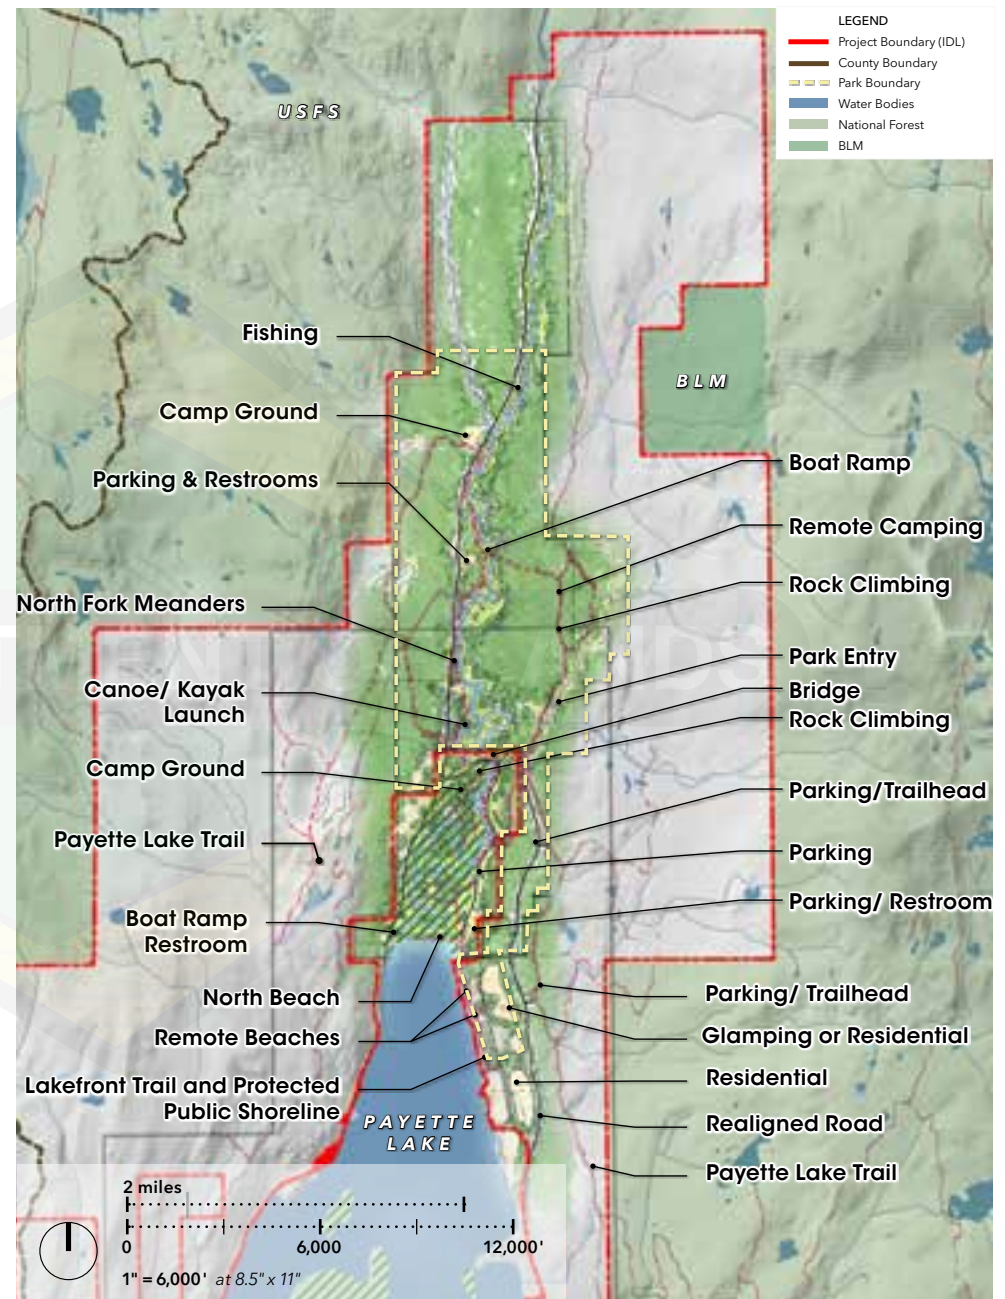 LEGEND
Project Boundary (IDL)
County Boundary
Park Boundary
Water Bodies
National Forest
BLM
USFS
Fishing
Camp Ground
Parking & Restrooms
North Fork Meanders
Canoe/ Kayak
Launch
Camp Ground
Payette Lake Trail
Boat Ramp
Restroom
North Beach
Remote Beaches
Lakefront Trail and Protected
Public Shoreline
BLM
Boat Ramp
Remote Camping
Rock Climbing
Park Entry
Bridge
Rock Climbing
Parking/Trailhead
Parking
Parking/ Restroom
Parking/ Trailhead
Glamping or Residential
Residential
Realigned Road
Payette Lake Trail
PAYETTE
LAKE
2 miles
0 6,000 12,000'
1" = 6,000' at 8.5" x 11"